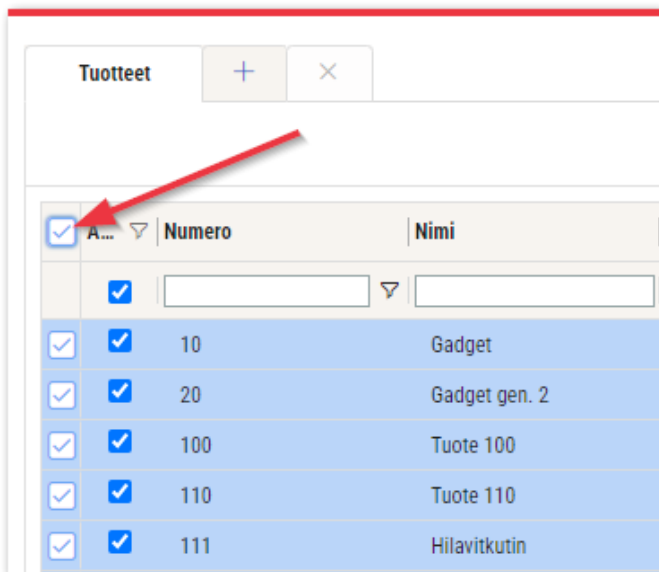 Tuotteet
A... Numero Nimi
10 Gadget
20 Gadget gen. 2
100 Tuote 100
110 Tuote 110
111 Hilavitkutin